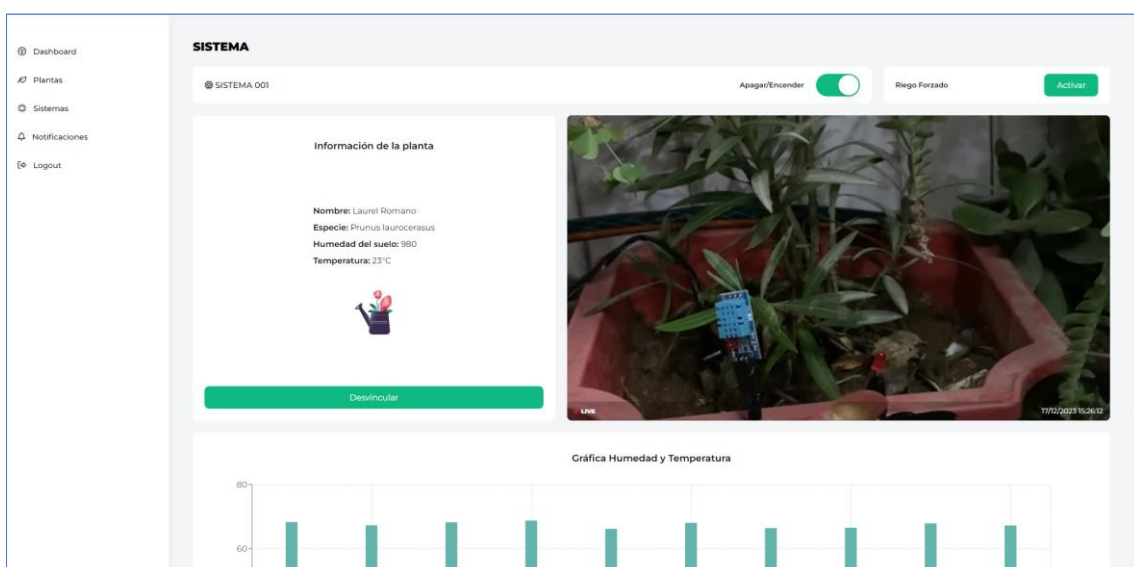 Dashboard
Plantas
Sistemas
Notificaciones
Logout
SISTEMA
SISTEMA 001
Apagar/Encender
Riego Forzado
Activar
Información de la planta
Nombre: Laurel Romano
Especie: Prunus laurocerasus
Humedad del suelo: 980
Temperatura: 23°C
Desvincular
LIVE
17/12/2023 15:26:12
Gráfica Humedad y Temperatura
80
60